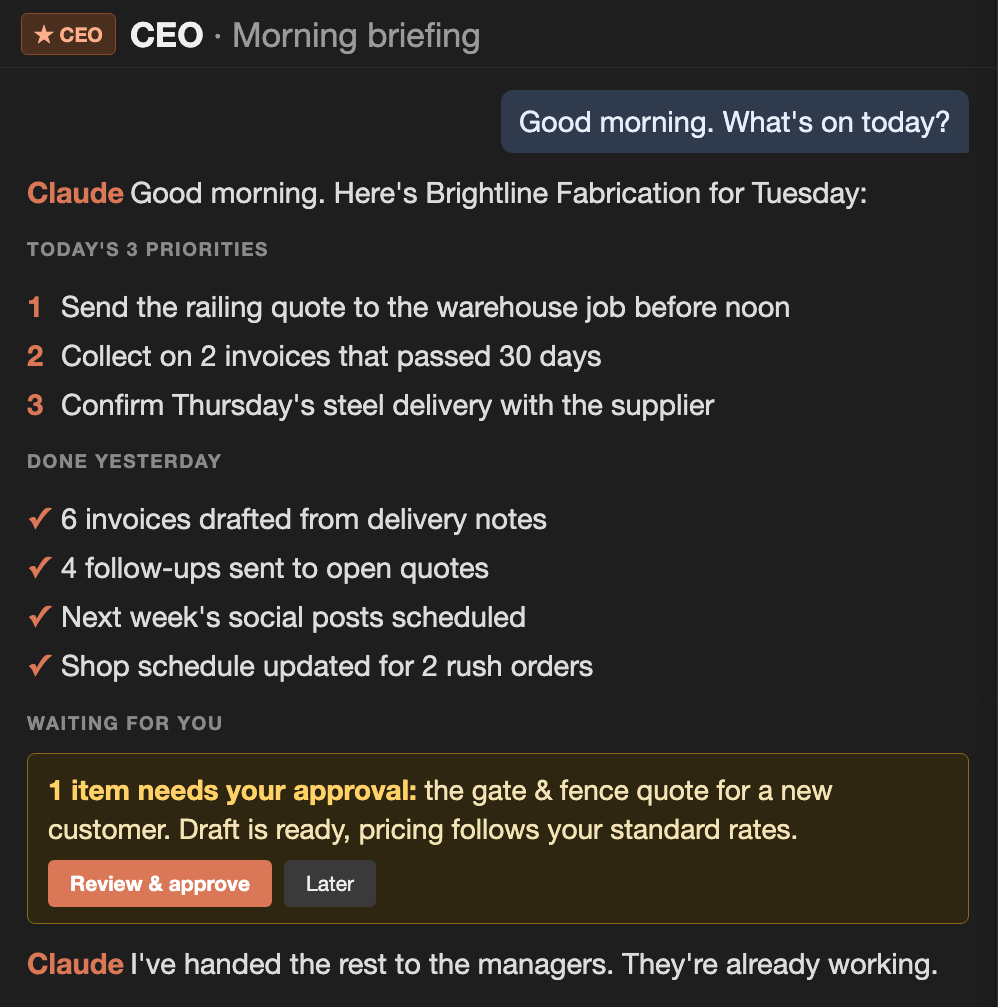 ★ CEO CEO · Morning briefing
Good morning. What's on today?
Claude Good morning. Here's Brightline Fabrication for Tuesday:
TODAY'S 3 PRIORITIES
1 Send the railing quote to the warehouse job before noon
2 Collect on 2 invoices that passed 30 days
3 Confirm Thursday's steel delivery with the supplier
DONE YESTERDAY
✓ 6 invoices drafted from delivery notes
✓ 4 follow-ups sent to open quotes
✓ Next week's social posts scheduled
✓ Shop schedule updated for 2 rush orders
WAITING FOR YOU
1 item needs your approval: the gate & fence quote for a new
customer. Draft is ready, pricing follows your standard rates.
Review & approve Later
Claude I've handed the rest to the managers. They're already working.